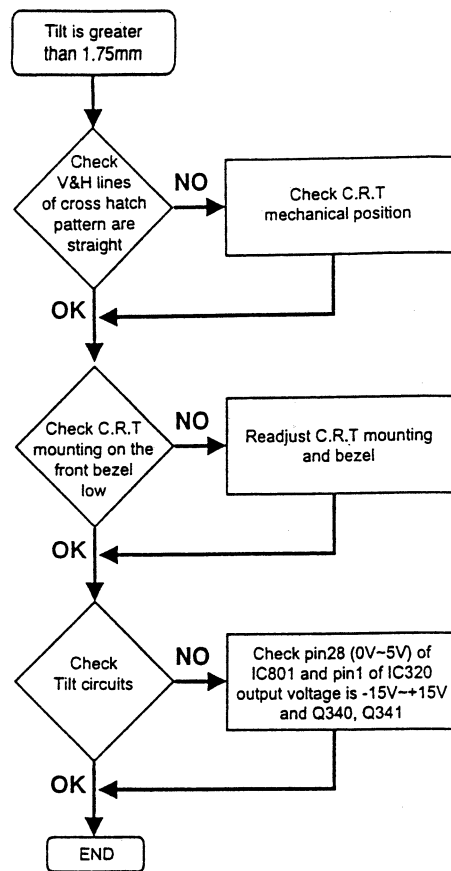 Tilt is greater
than 1.75mm
Check
V&H lines
of cross hatch
pattern are
straight
NO
Check C.R.T
mechanical position
OK
Check C.R.T
mounting on the
front bezel
low
NO
Readjust C.R.T mounting
and bezel
OK
Check
Tilt circuits
NO
Check pin28 (0V~5V) of
IC801 and pin1 of IC320
output voltage is -15V~+15V
and Q340, Q341
OK
END